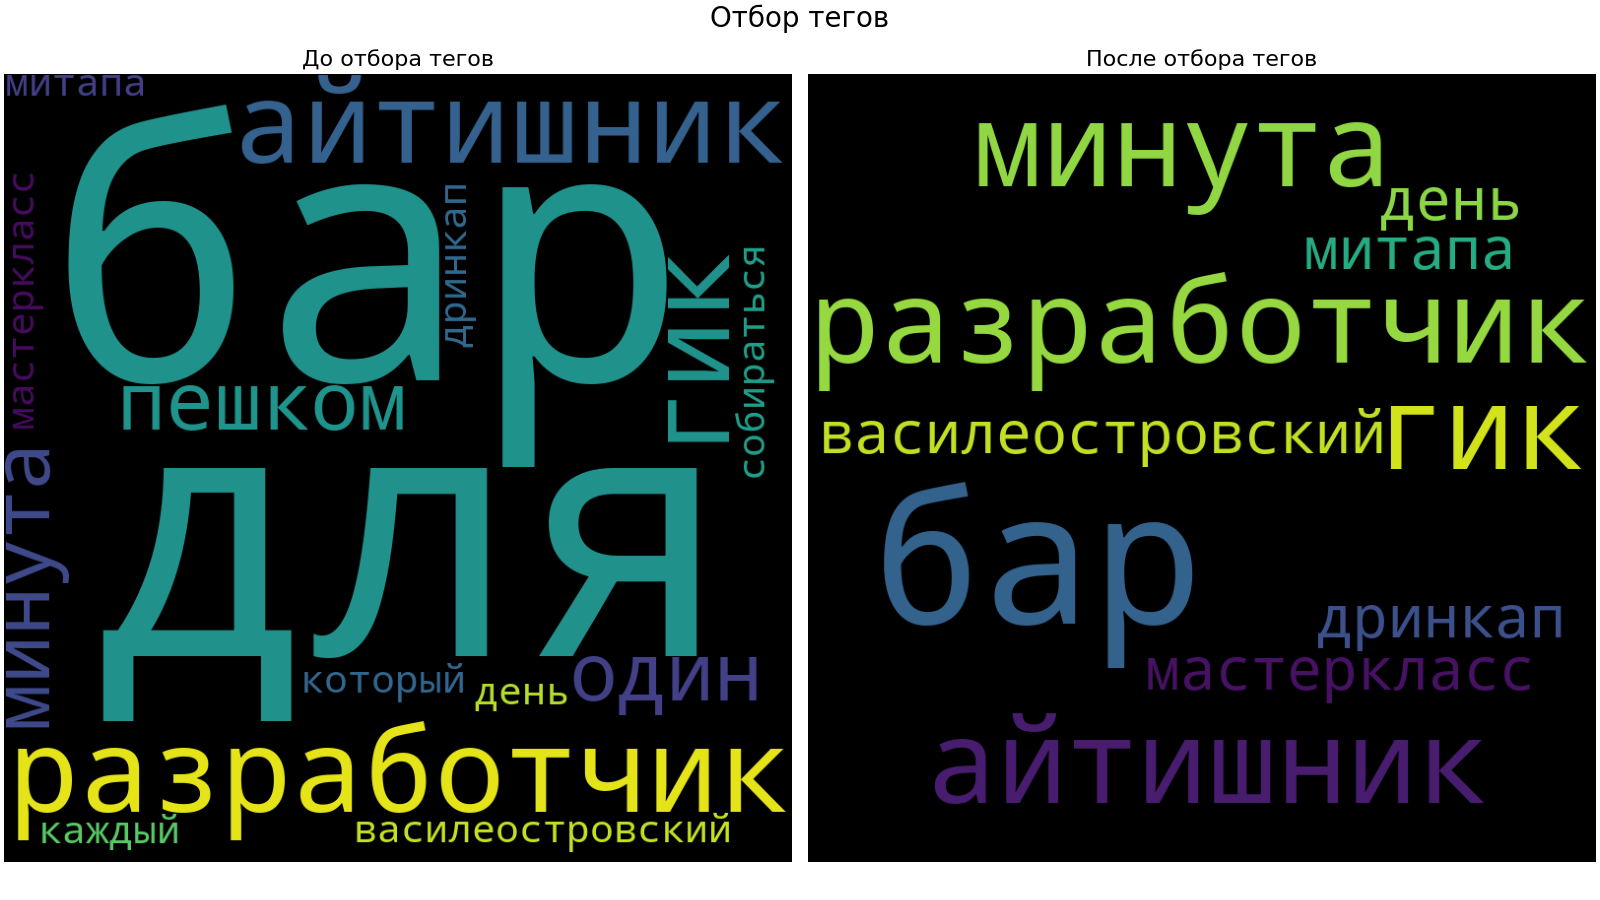 Отбор тегов
До отбора тегов
митапа
айтишник
бар
мастеркласс
дринкап
гик
собираться
пешком
минута
для
который
день
один
разработчик
каждый
василеостровский
После отбора тегов
минута
день
митапа
разработчик
василеостровский
гик
бар
дринкап
мастеркласс
айтишник